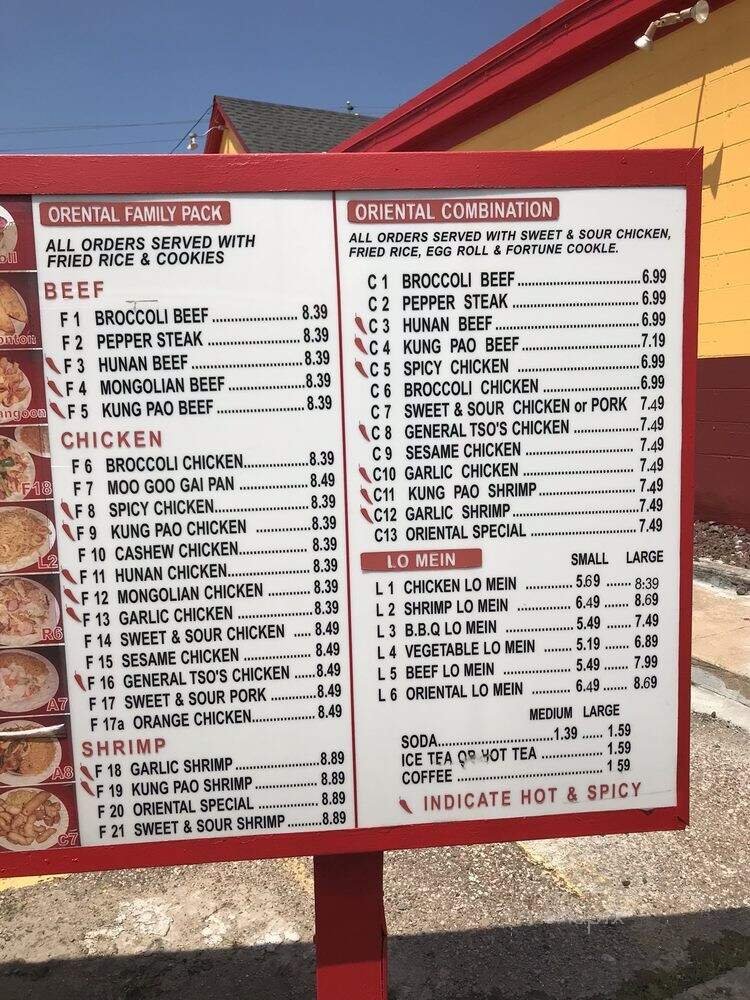 ORENTAL FAMILY PACK
ALL ORDERS SERVED WITH
FRIED RICE & COOKIES
BEEF
F 1 BROCCOLI BEEF .................... 8.39
F 2 PEPPER STEAK ..................... 8.39
F 3 HUNAN BEEF ......................... 8.39
F 4 MONGOLIAN BEEF .................. 8.39
F 5 KUNG PAO BEEF .................... 8.39
CHICKEN
F 6 BROCCOLI CHICKEN ............... 8.39
F 7 MOO GOO GAI PAN ................. 8.49
F 8 SPICY CHICKEN ..................... 8.39
F 9 KUNG PAO CHICKEN .............. 8.39
F 10 CASHEW CHICKEN ................ 8.39
F 11 HUNAN CHICKEN .................. 8.39
F 12 MONGOLIAN CHICKEN .......... 8.39
F 13 GARLIC CHICKEN ................. 8.39
F 14 SWEET & SOUR CHICKEN .... 8.49
F 15 SESAME CHICKEN ................ 8.49
F 16 GENERAL TSO'S CHICKEN ..... 8.49
F 17 SWEET & SOUR PORK .......... 8.49
F 17a ORANGE CHICKEN .............. 8.49
SHRIMP
F 18 GARLIC SHRIMP ................... 8.89
F 19 KUNG PAO SHRIMP .............. 8.89
F 20 ORIENTAL SPECIAL ............. 8.89
F 21 SWEET & SOUR SHRIMP ....... 8.89
ORIENTAL COMBINATION
ALL ORDERS SERVED WITH SWEET & SOUR CHICKEN,
FRIED RICE, EGG ROLL & FORTUNE COOKLE.
C 1 BROCCOLI BEEF ........................... 6.99
C 2 PEPPER STEAK ........................... 6.99
C 3 HUNAN BEEF .............................. 6.99
C 4 KUNG PAO BEEF .......................... 7.19
C 5 SPICY CHICKEN ........................... 6.99
C 6 BROCCOLI CHICKEN ..................... 6.99
C 7 SWEET & SOUR CHICKEN or PORK 7.49
C 8 GENERAL TSO'S CHICKEN .............. 7.49
C 9 SESAME CHICKEN ........................ 7.49
C10 GARLIC CHICKEN ........................ 7.49
C11 KUNG PAO SHRIMP ..................... 7.49
C12 GARLIC SHRIMP .......................... 7.49
C13 ORIENTAL SPECIAL ..................... 7.49
LO MEIN SMALL LARGE
L 1 CHICKEN LO MEIN ............ 5.69 ...... 8:39
L 2 SHRIMP LO MEIN ............. 6.49 ...... 8.69
L 3 B.B.Q LO MEIN ................ 5.49 ...... 7.49
L 4 VEGETABLE LO MEIN ........ 5.19 ...... 6.89
L 5 BEEF LO MEIN ................. 5.49 ...... 7.99
L 6 ORIENTAL LO MEIN .......... 6.49 ...... 8.69
MEDIUM LARGE
SODA ........................... 1.39 ..... 1.59
ICE TEA OR HOT TEA ................ 1.59
COFFEE .................................... 1 59
INDICATE HOT & SPICY
F18
L2
R6
A7
A8
C7